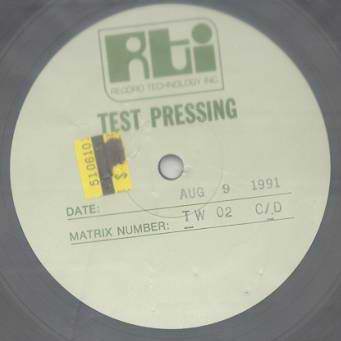 RTI
RECORD TECHNOLOGY INC.
TEST PRESSING
510610
$
DATE: AUG 9 1991
MATRIX NUMBER: TW 02 C/D